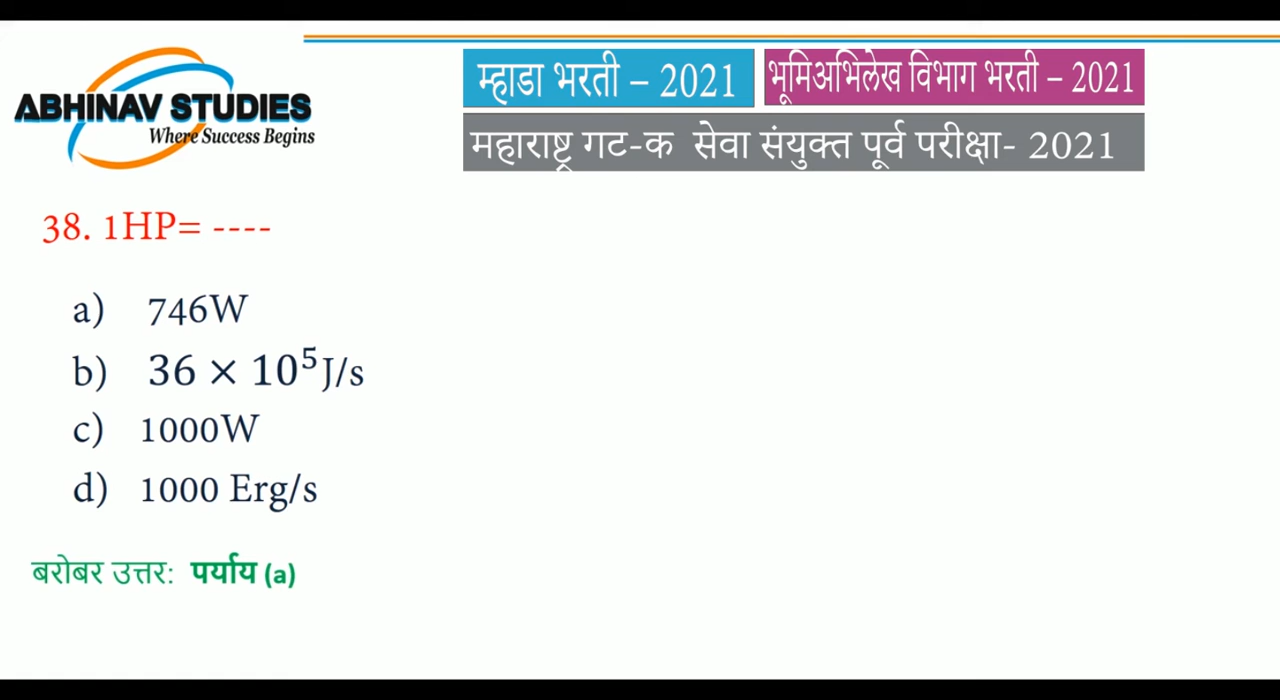 ABHINAV STUDIES
Where Success Begins
म्हाडा भरती – 2021
भूमिअभिलेख विभाग भरती – 2021
महाराष्ट्र गट-क सेवा संयुक्त पूर्व परीक्षा- 2021
38. 1HP= ----
a) 746W
b) 36 × 10⁵J/s
c) 1000W
d) 1000 Erg/s
बरोबर उत्तर: पर्याय (a)